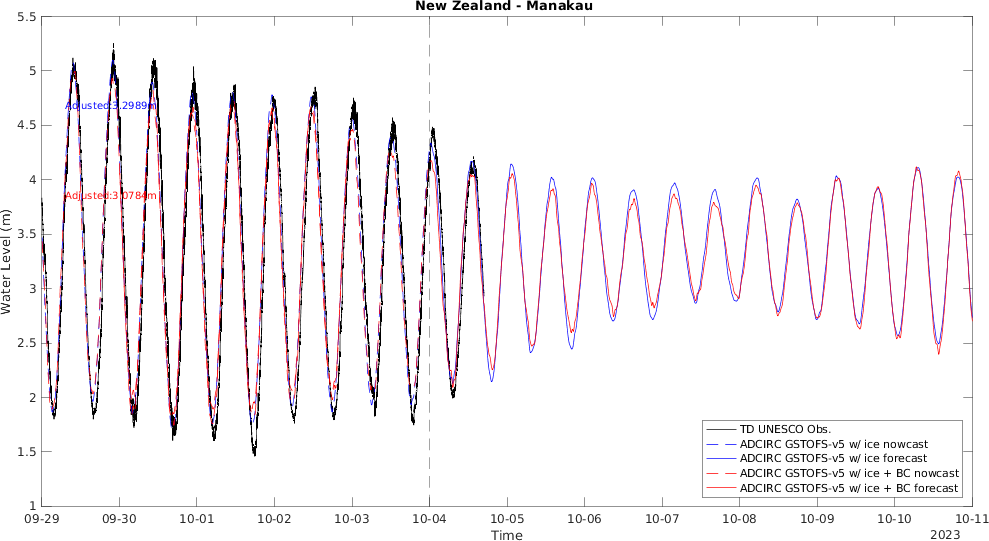 New Zealand - Manakau
5.5
5
4.5
4
3.5
3
2.5
2
1.5
1
Water Level (m)
Adjusted:3.2989m
Adjusted:3.0784m
TD UNESCO Obs.
ADCIRC GSTOFS-v5 w/ ice nowcast
ADCIRC GSTOFS-v5 w/ ice forecast
ADCIRC GSTOFS-v5 w/ ice + BC nowcast
ADCIRC GSTOFS-v5 w/ ice + BC forecast
09-29 09-30 10-01 10-02 10-03 10-04 10-05 10-06 10-07 10-08 10-09 10-10 10-11
Time
2023